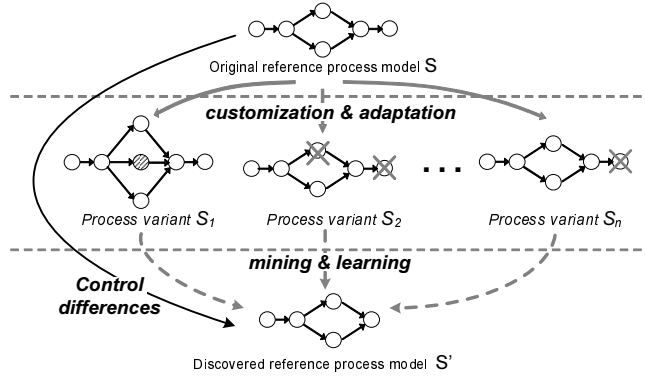 Original reference process model S
customization & adaptation
. . .
Process variant S1
Process variant S2
Process variant Sn
mining & learning
Control
differences
Discovered reference process model S'